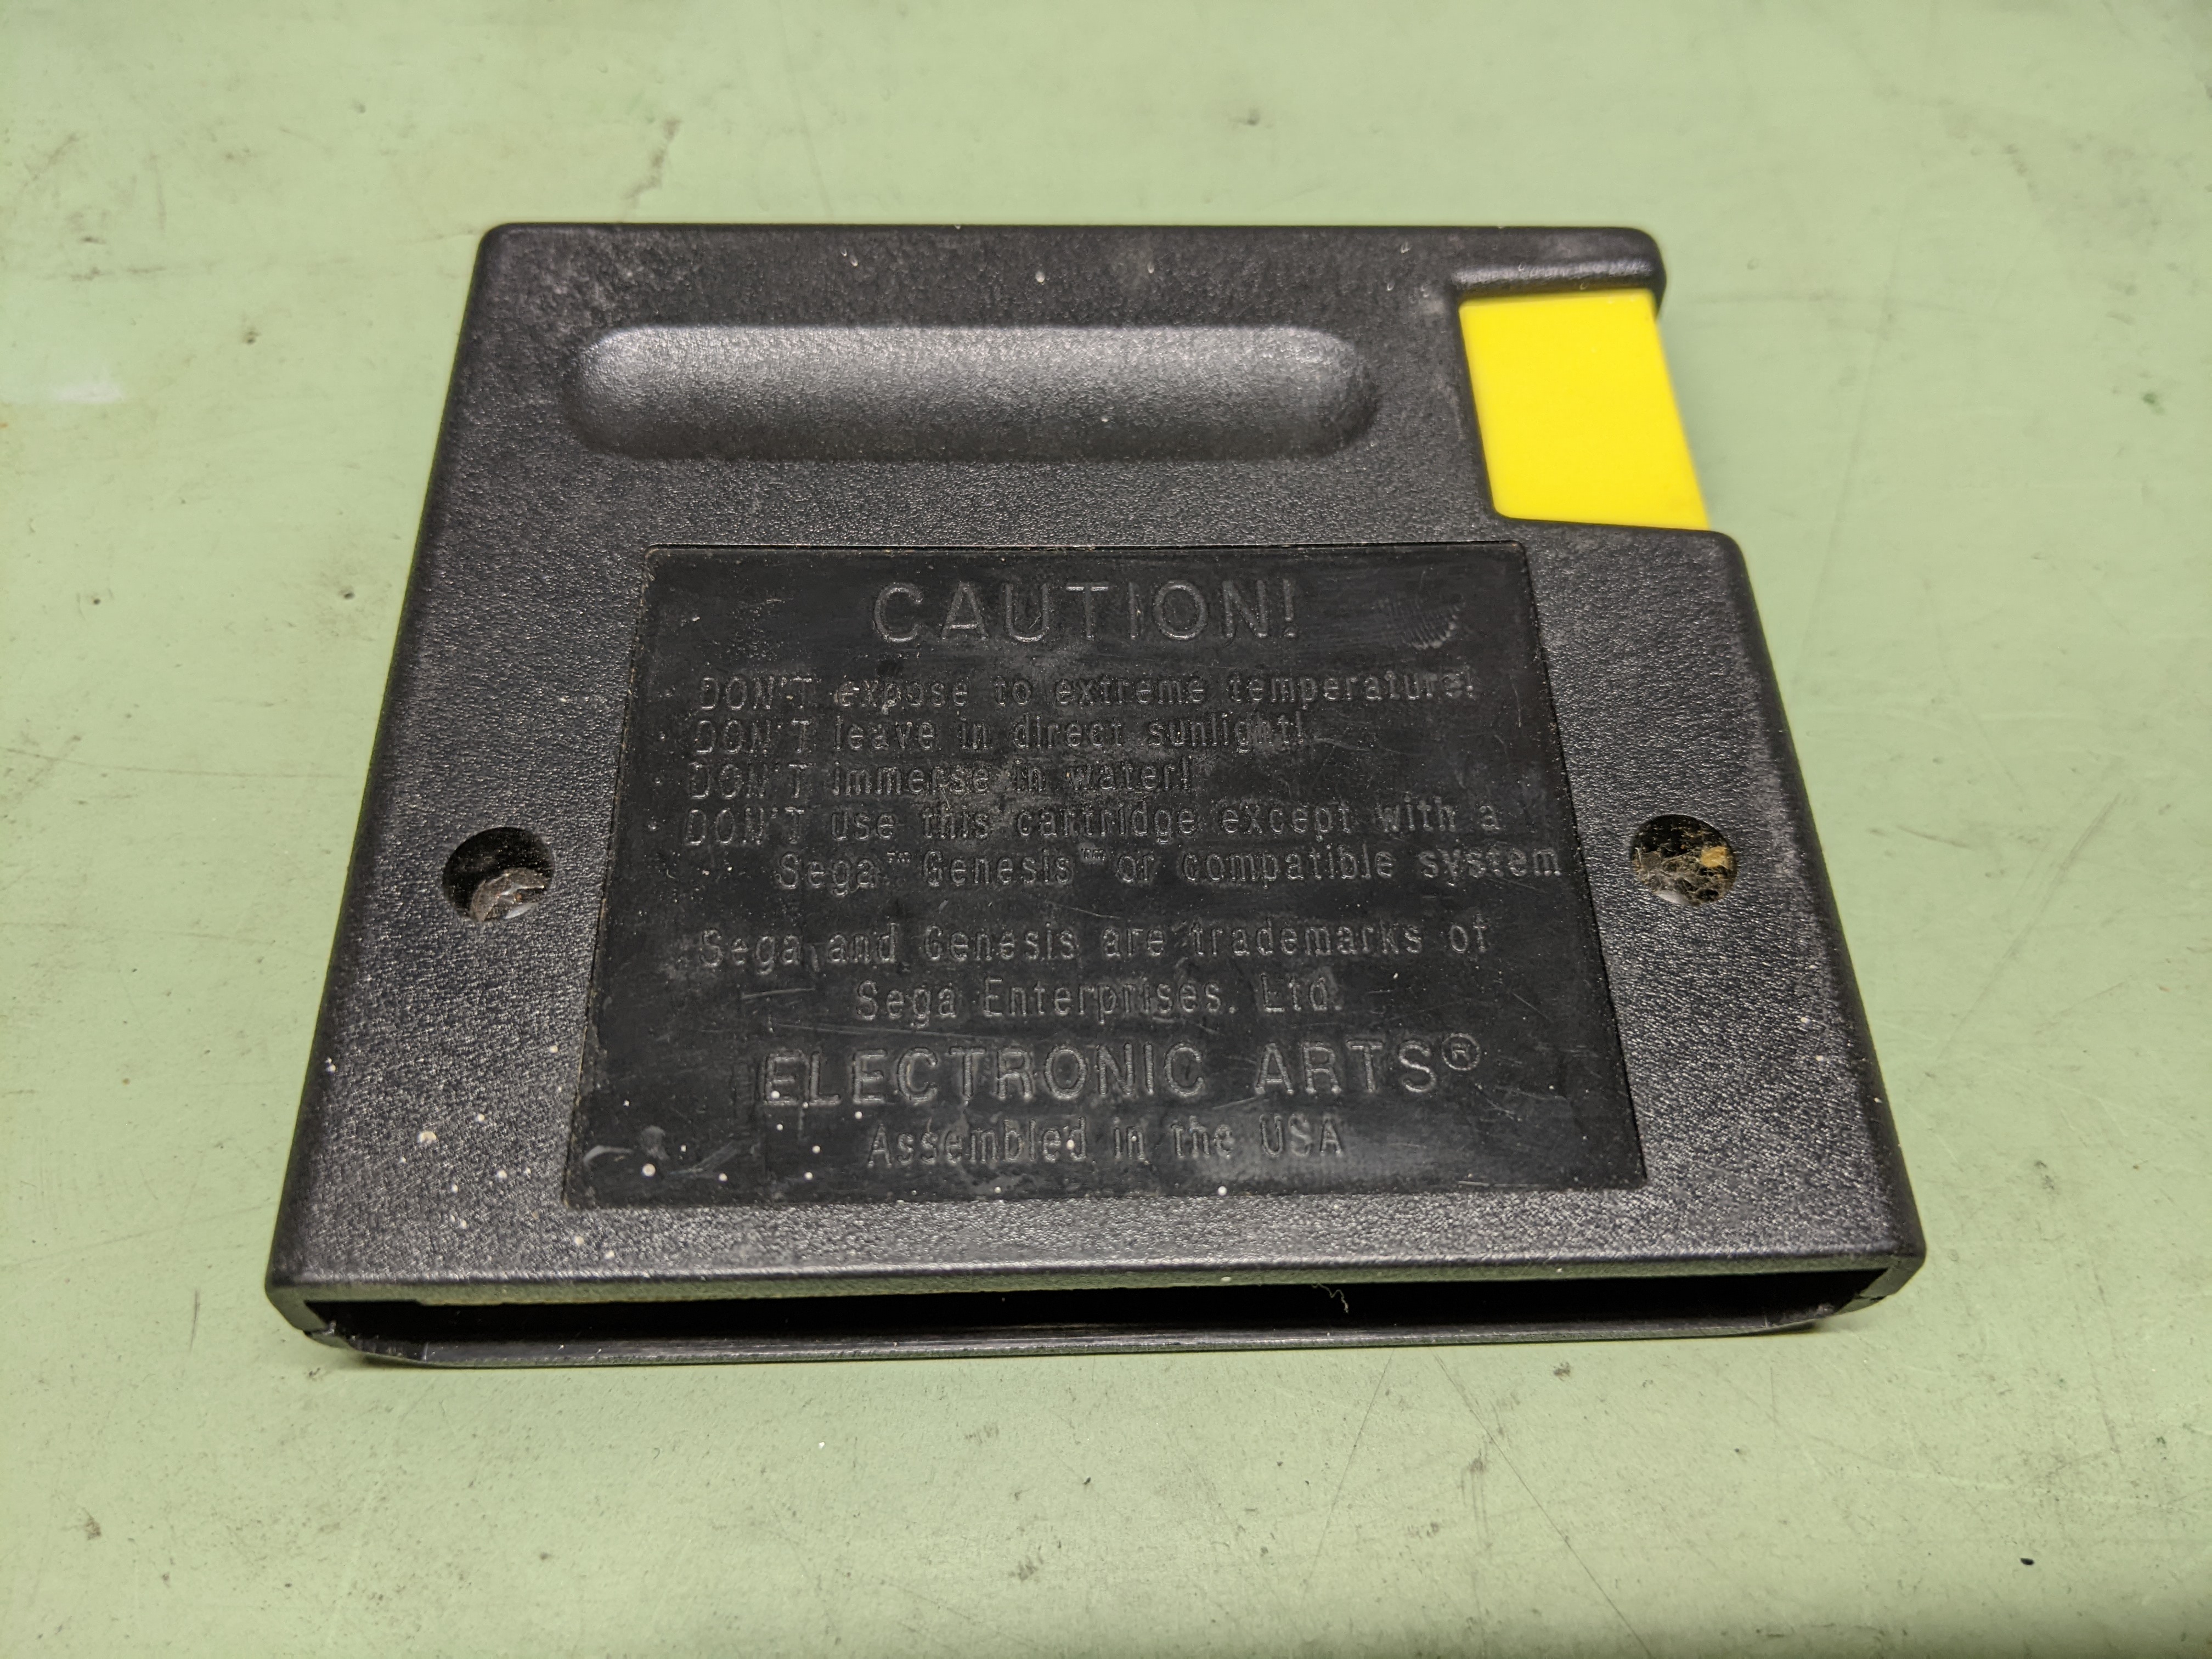 CAUTION!
DON'T expose to extreme temperature!
· DON'T leave in direct sunlight!
· DON'T immerse in water!
· DON'T use this cartridge except with a
Sega™ Genesis™ or compatible system
Sega and Genesis are trademarks of
Sega Enterprises, Ltd.
ELECTRONIC ARTS®
Assembled in the USA